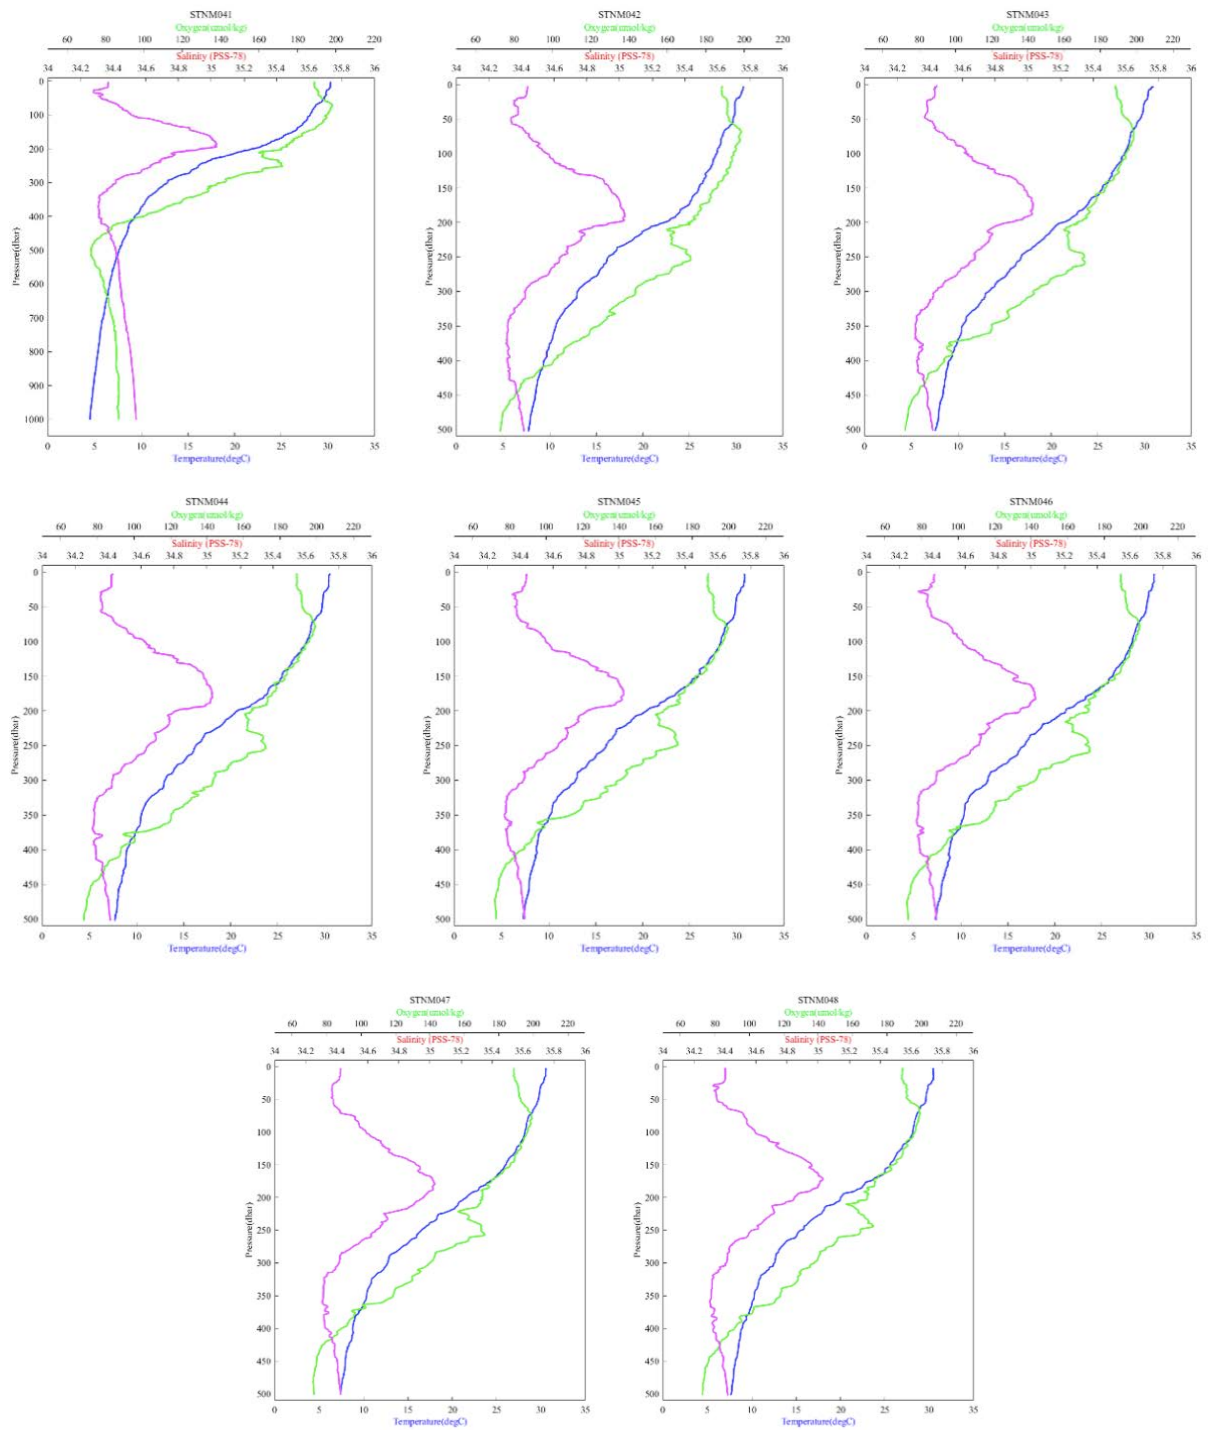 STNM041
Oxygen(umol/kg)
60 80 100 120 140 160 180 200 220
Salinity (PSS-78)
34 34.2 34.4 34.6 34.8 35 35.2 35.4 35.6 35.8 36
0
100
200
300
400
500
600
700
800
900
1000
Pressure(dbar)
0 5 10 15 20 25 30 35
Temperature(degC)
STNM042
Oxygen(umol/kg)
60 80 100 120 140 160 180 200 220
Salinity (PSS-78)
34 34.2 34.4 34.6 34.8 35 35.2 35.4 35.6 35.8 36
0
50
100
150
200
250
300
350
400
450
500
Pressure(dbar)
0 5 10 15 20 25 30 35
Temperature(degC)
STNM043
Oxygen(umol/kg)
60 80 100 120 140 160 180 200 220
Salinity (PSS-78)
34 34.2 34.4 34.6 34.8 35 35.2 35.4 35.6 35.8 36
0
50
100
150
200
250
300
350
400
450
500
Pressure(dbar)
0 5 10 15 20 25 30 35
Temperature(degC)
STNM044
Oxygen(umol/kg)
60 80 100 120 140 160 180 200 220
Salinity (PSS-78)
34 34.2 34.4 34.6 34.8 35 35.2 35.4 35.6 35.8 36
0
50
100
150
200
250
300
350
400
450
500
Pressure(dbar)
0 5 10 15 20 25 30 35
Temperature(degC)
STNM045
Oxygen(umol/kg)
60 80 100 120 140 160 180 200 220
Salinity (PSS-78)
34 34.2 34.4 34.6 34.8 35 35.2 35.4 35.6 35.8 36
0
50
100
150
200
250
300
350
400
450
500
Pressure(dbar)
0 5 10 15 20 25 30 35
Temperature(degC)
STNM046
Oxygen(umol/kg)
60 80 100 120 140 160 180 200 220
Salinity (PSS-78)
34 34.2 34.4 34.6 34.8 35 35.2 35.4 35.6 35.8 36
0
50
100
150
200
250
300
350
400
450
500
Pressure(dbar)
0 5 10 15 20 25 30 35
Temperature(degC)
STNM047
Oxygen(umol/kg)
60 80 100 120 140 160 180 200 220
Salinity (PSS-78)
34 34.2 34.4 34.6 34.8 35 35.2 35.4 35.6 35.8 36
0
50
100
150
200
250
300
350
400
450
500
Pressure(dbar)
0 5 10 15 20 25 30 35
Temperature(degC)
STNM048
Oxygen(umol/kg)
60 80 100 120 140 160 180 200 220
Salinity (PSS-78)
34 34.2 34.4 34.6 34.8 35 35.2 35.4 35.6 35.8 36
0
50
100
150
200
250
300
350
400
450
500
Pressure(dbar)
0 5 10 15 20 25 30 35
Temperature(degC)